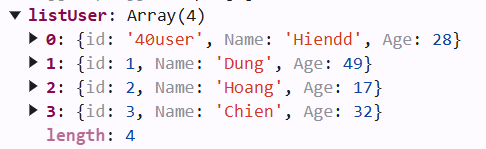 listUser: Array(4)
0: {id: '40user', Name: 'Hiendd', Age: 28}
1: {id: 1, Name: 'Dung', Age: 49}
2: {id: 2, Name: 'Hoang', Age: 17}
3: {id: 3, Name: 'Chien', Age: 32}
length: 4